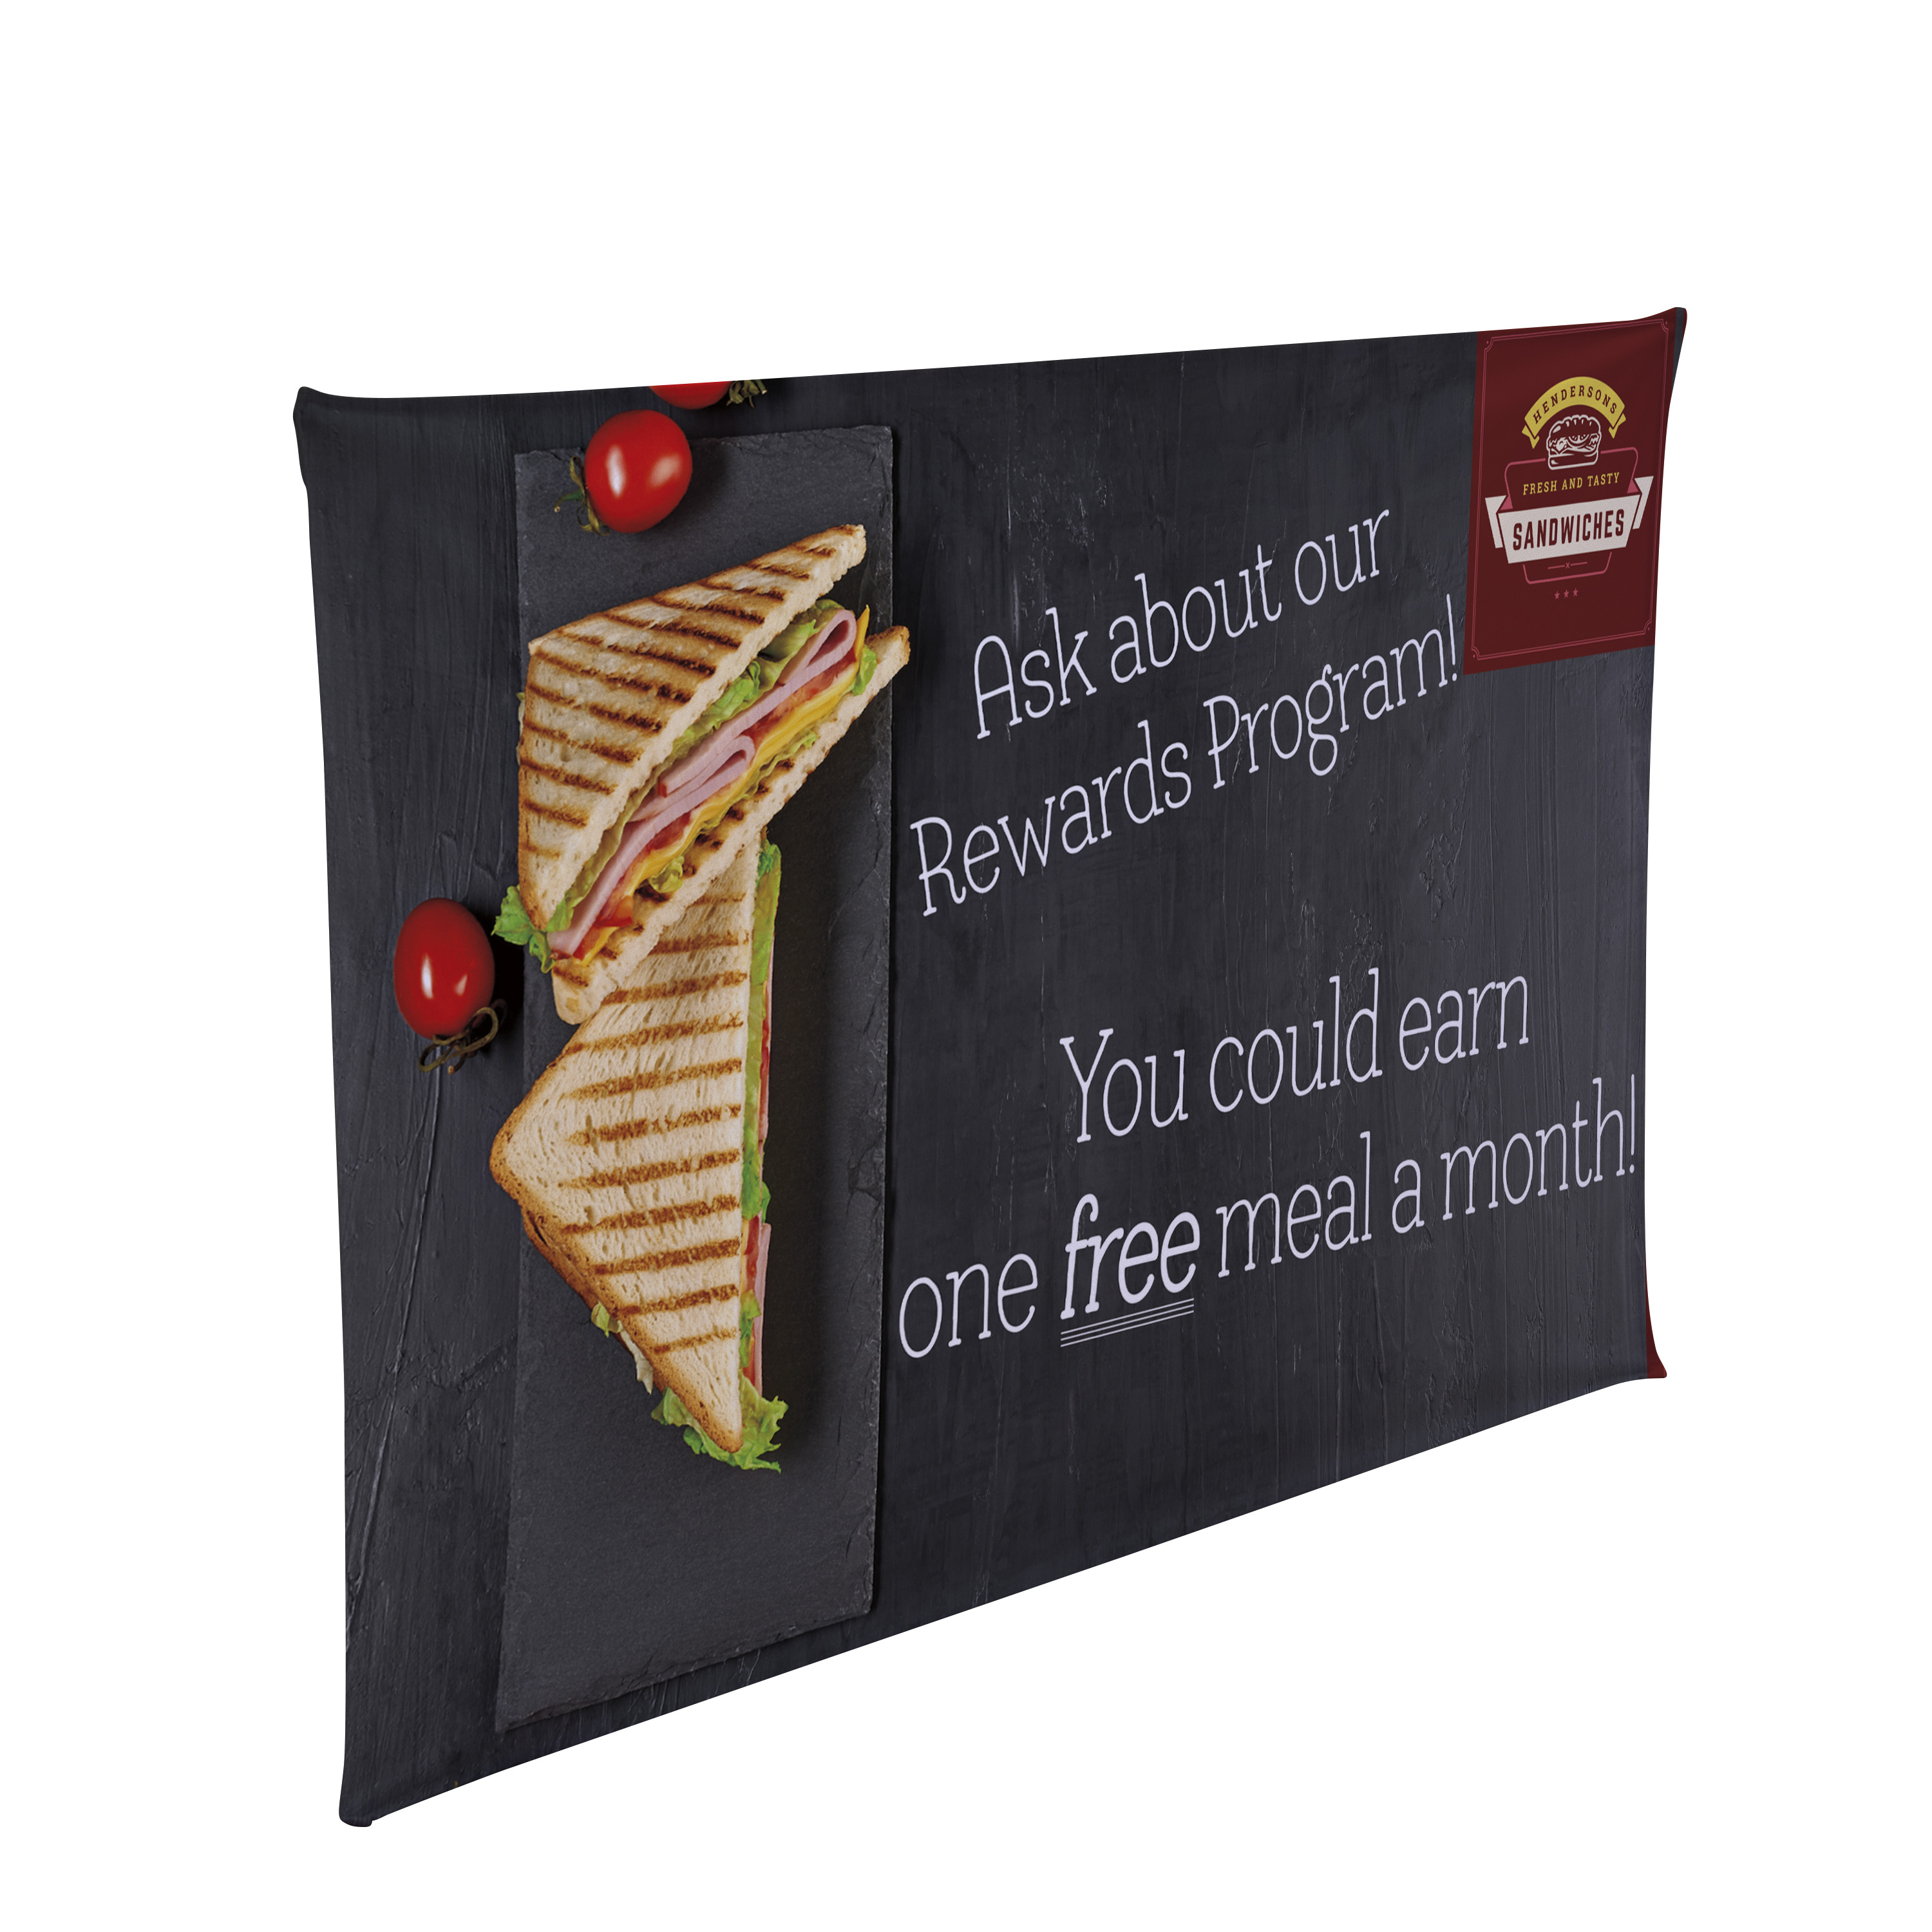 HENDERSONS
FRESH AND TASTY
SANDWICHES
Ask about our
Rewards Program!
You could earn
one free meal a month!